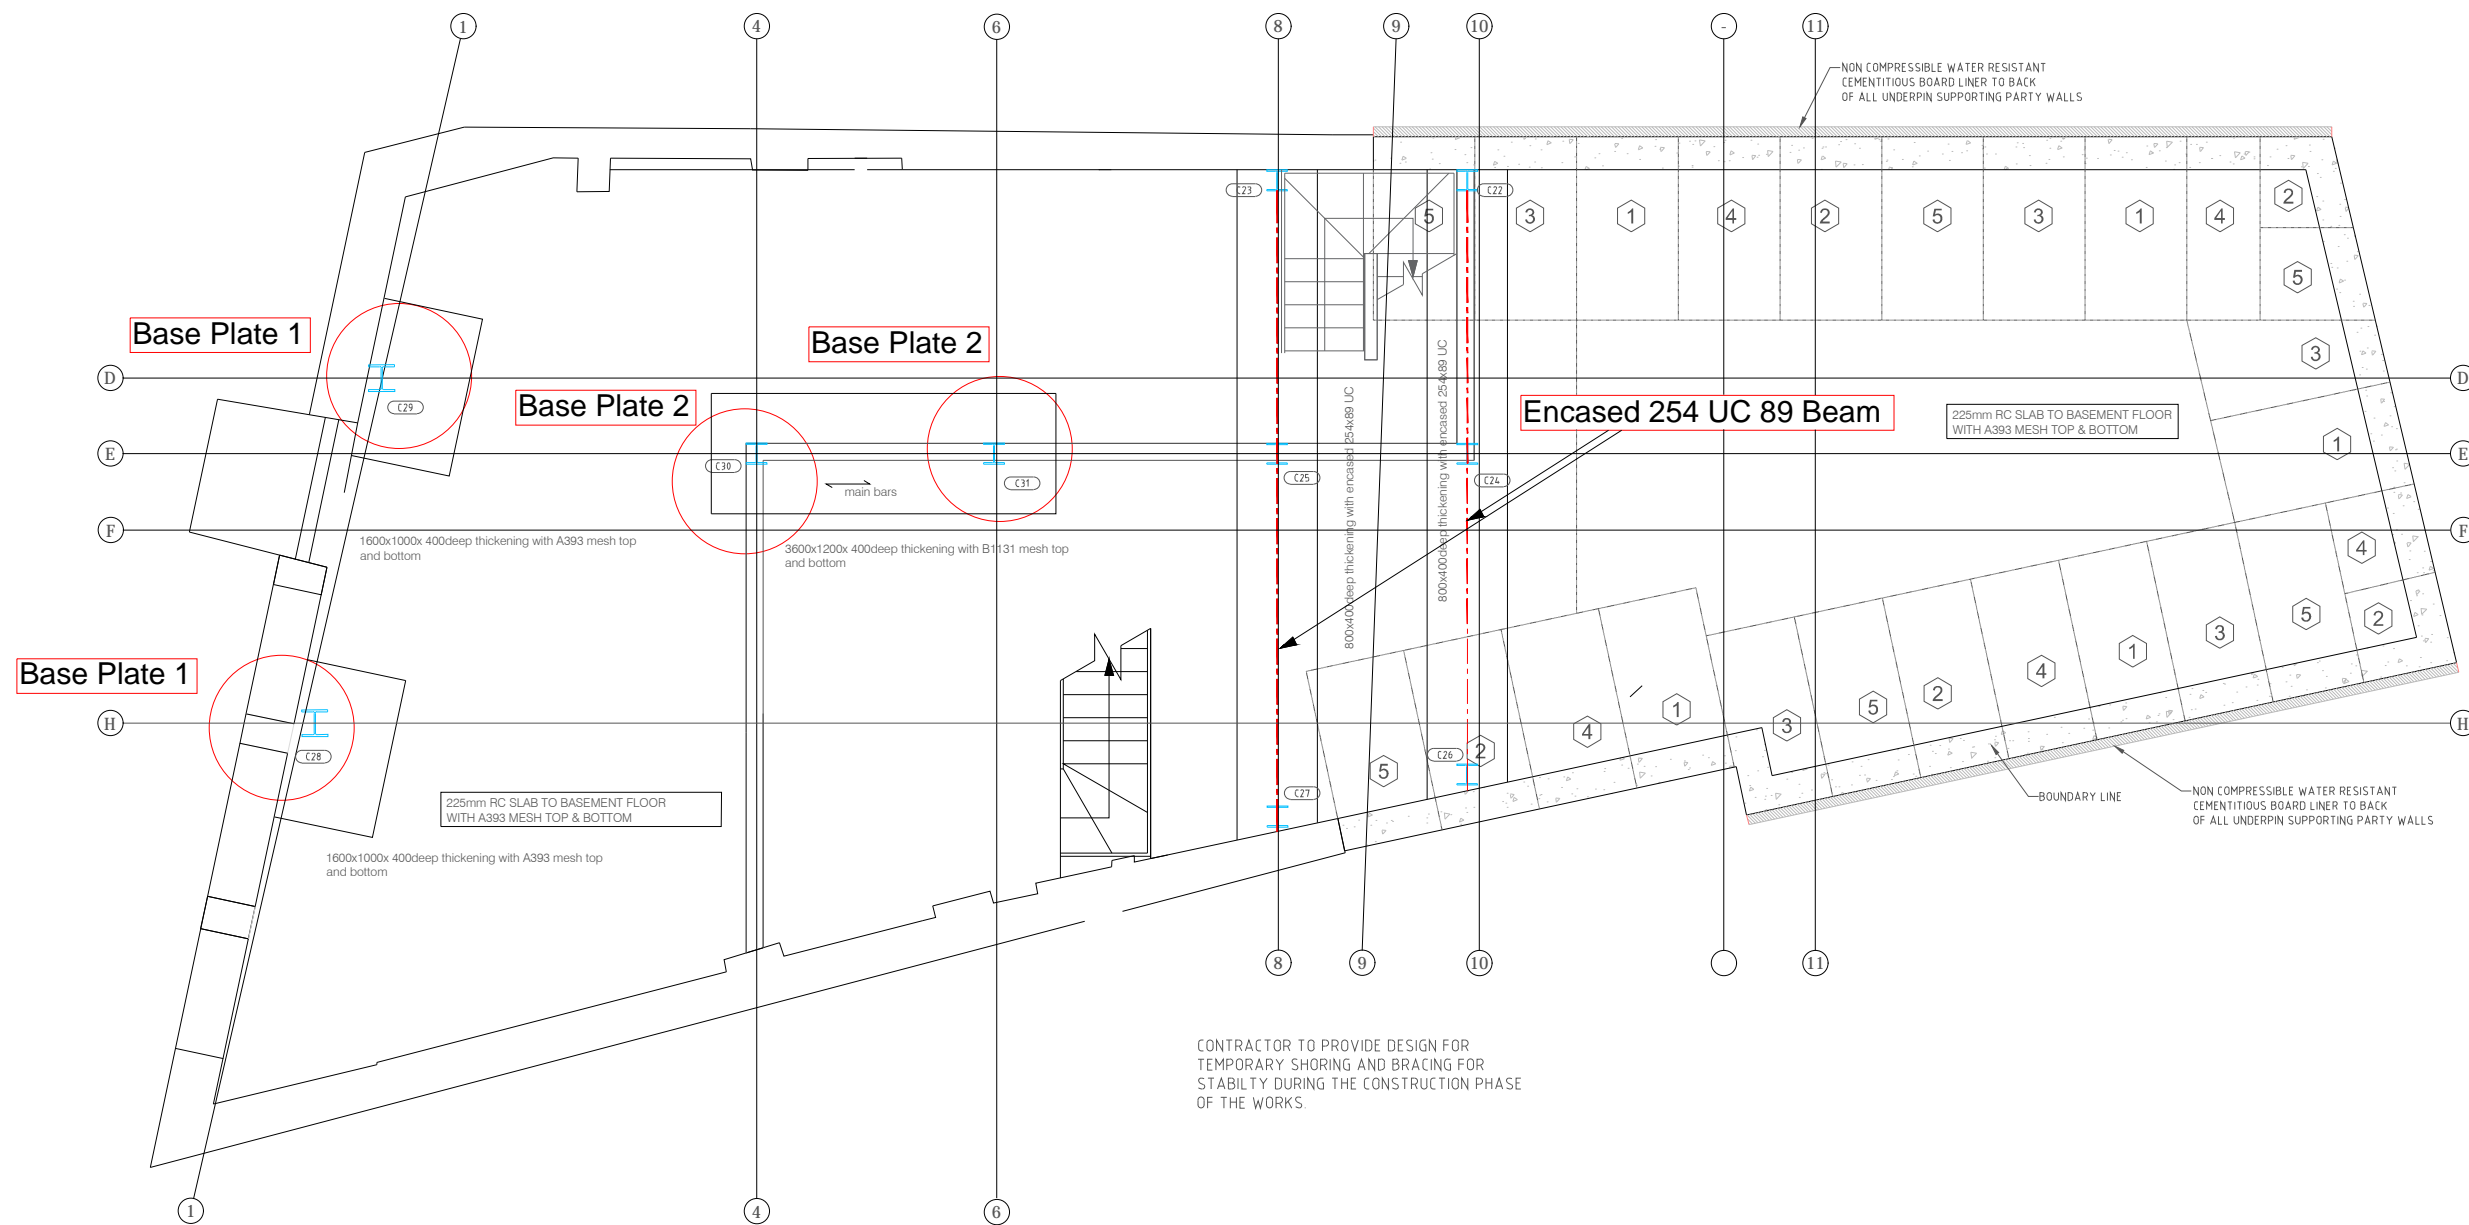 1
4
6
8
9
10
-
11
NON COMPRESSIBLE WATER RESISTANT
CEMENTITIOUS BOARD LINER TO BACK
OF ALL UNDERPIN SUPPORTING PARTY WALLS
C23
C22
5
3
1
4
2
5
3
1
4
2
5
3
1
Base Plate 1
Base Plate 2
Base Plate 2
D
D
C29
Encased 254 UC 89 Beam
225mm RC SLAB TO BASEMENT FLOOR
WITH A393 MESH TOP & BOTTOM
E
E
C30
C31
C25
C24
main bars
800x400deep thickening with encased 254x89 UC
800x400deep thickening with encased 254x89 UC
F
F
1600x1000x 400deep thickening with A393 mesh top
and bottom
3600x1200x 400deep thickening with B1131 mesh top
and bottom
4
2
5
3
1
4
2
5
3
1
4
2
5
Base Plate 1
H
H
C28
C26
C27
225mm RC SLAB TO BASEMENT FLOOR
WITH A393 MESH TOP & BOTTOM
BOUNDARY LINE
NON COMPRESSIBLE WATER RESISTANT
CEMENTITIOUS BOARD LINER TO BACK
OF ALL UNDERPIN SUPPORTING PARTY WALLS
1600x1000x 400deep thickening with A393 mesh top
and bottom
8
9
10
11
CONTRACTOR TO PROVIDE DESIGN FOR
TEMPORARY SHORING AND BRACING FOR
STABILTY DURING THE CONSTRUCTION PHASE
OF THE WORKS.
1
4
6